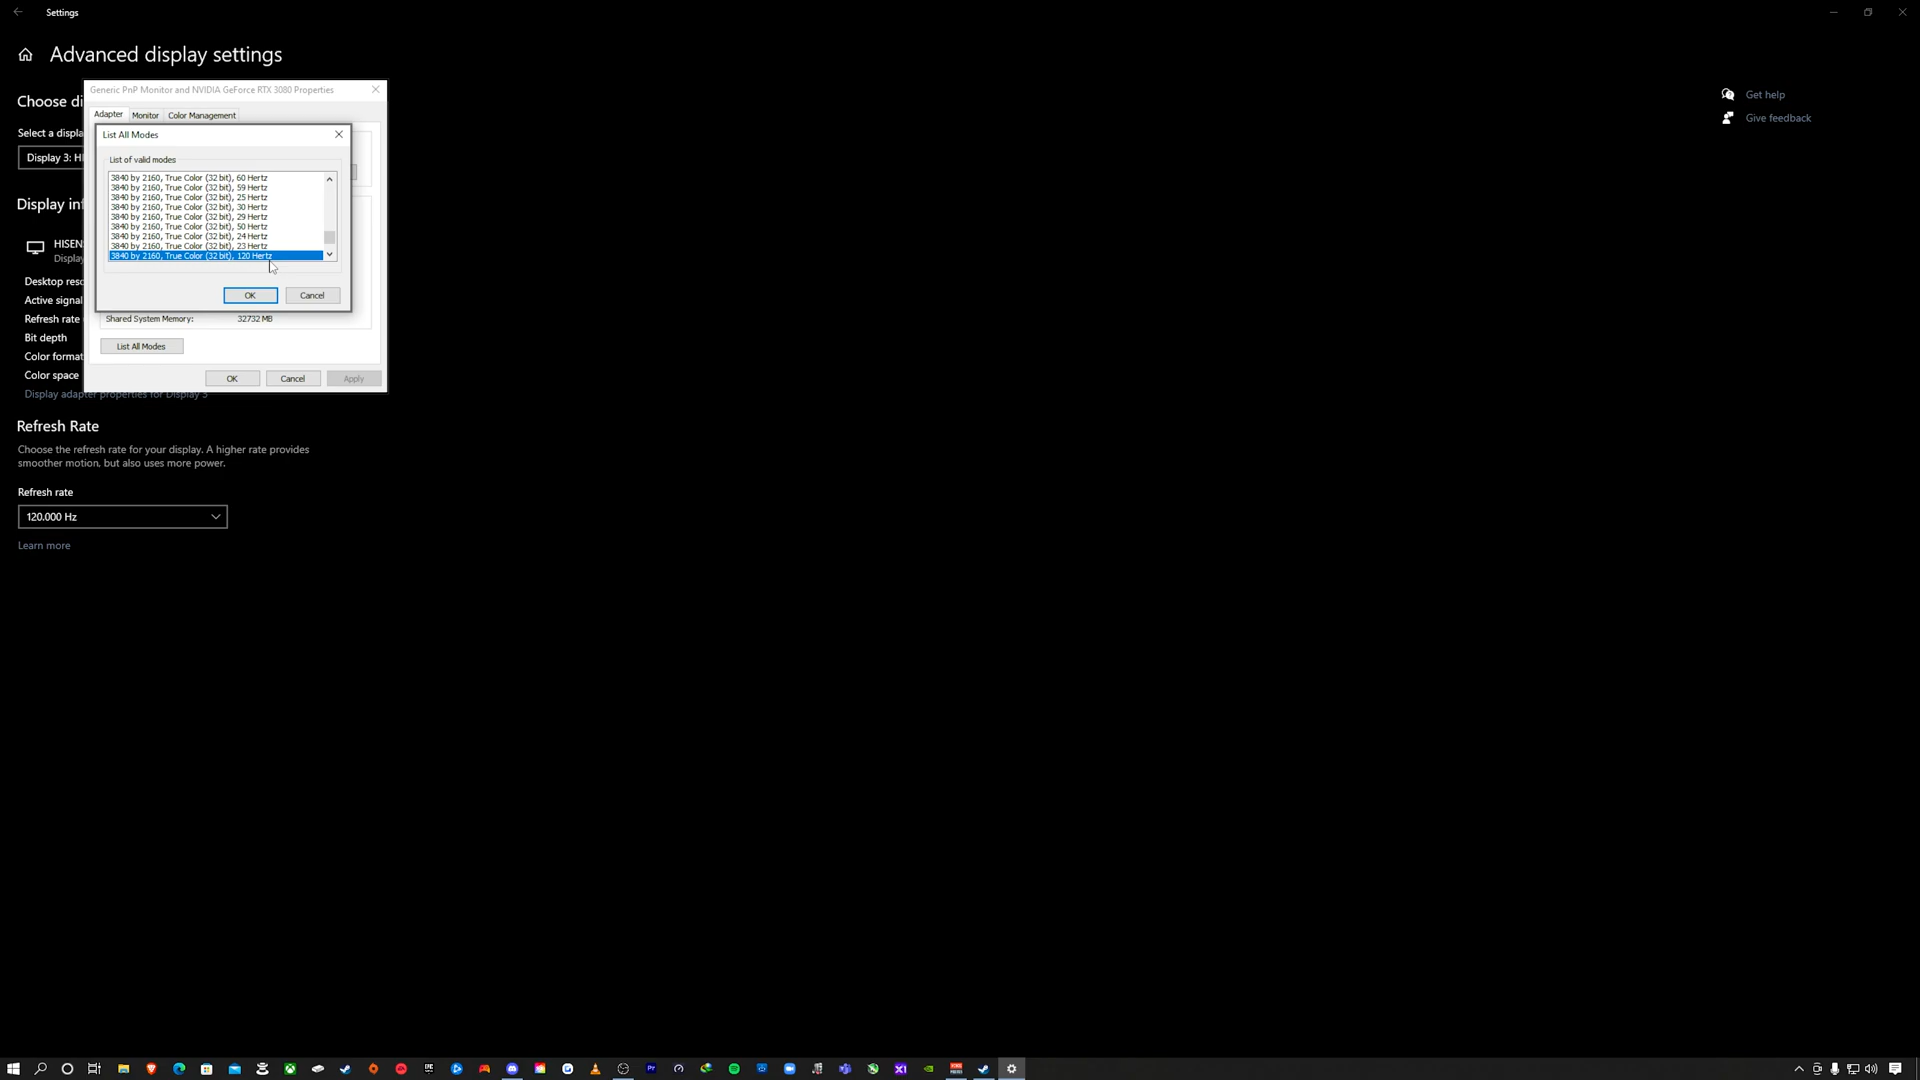 Settings
Advanced display settings
Get help
Give feedback
Choose di
Select a displa
Display 3: HI
Display inf
HISEN
Display
Desktop reso
Active signal
Refresh rate
Bit depth
Color format
Color space
Display adapter properties for Display 3
Generic PnP Monitor and NVIDIA GeForce RTX 3080 Properties
Adapter
Monitor
Color Management
List All Modes
List of valid modes
3840 by 2160, True Color (32 bit), 60 Hertz
3840 by 2160, True Color (32 bit), 59 Hertz
3840 by 2160, True Color (32 bit), 25 Hertz
3840 by 2160, True Color (32 bit), 30 Hertz
3840 by 2160, True Color (32 bit), 29 Hertz
3840 by 2160, True Color (32 bit), 50 Hertz
3840 by 2160, True Color (32 bit), 24 Hertz
3840 by 2160, True Color (32 bit), 23 Hertz
3840 by 2160, True Color (32 bit), 120 Hertz
OK
Cancel
Shared System Memory: 32732 MB
List All Modes
OK
Cancel
Apply
Refresh Rate
Choose the refresh rate for your display. A higher rate provides
smoother motion, but also uses more power.
Refresh rate
120.000 Hz
Learn more